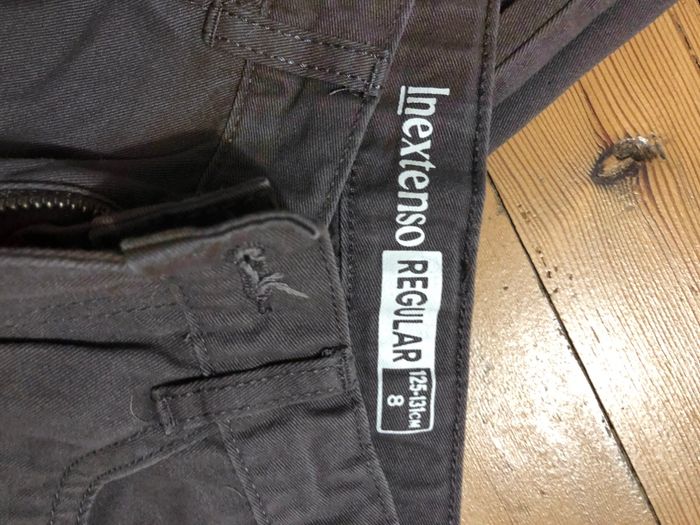 Inextenso
REGULAR
125-131CM
8